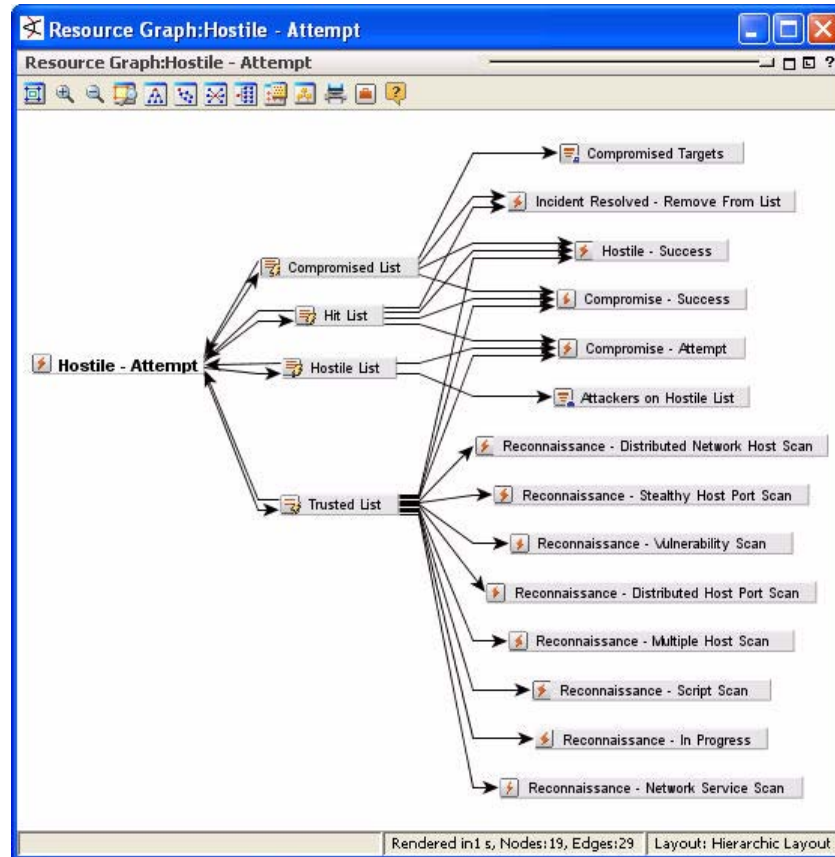 Resource Graph:Hostile - Attempt
Resource Graph:Hostile - Attempt
?
?
Compromised Targets
Incident Resolved - Remove From List
Hostile - Success
Compromised List
Compromise - Success
Hit List
Compromise - Attempt
Hostile - Attempt
Hostile List
Attackers on Hostile List
Reconnaissance - Distributed Network Host Scan
Reconnaissance - Stealthy Host Port Scan
Trusted List
Reconnaissance - Vulnerability Scan
Reconnaissance - Distributed Host Port Scan
Reconnaissance - Multiple Host Scan
Reconnaissance - Script Scan
Reconnaissance - In Progress
Reconnaissance - Network Service Scan
Rendered in1 s, Nodes:19, Edges:29
Layout: Hierarchic Layout